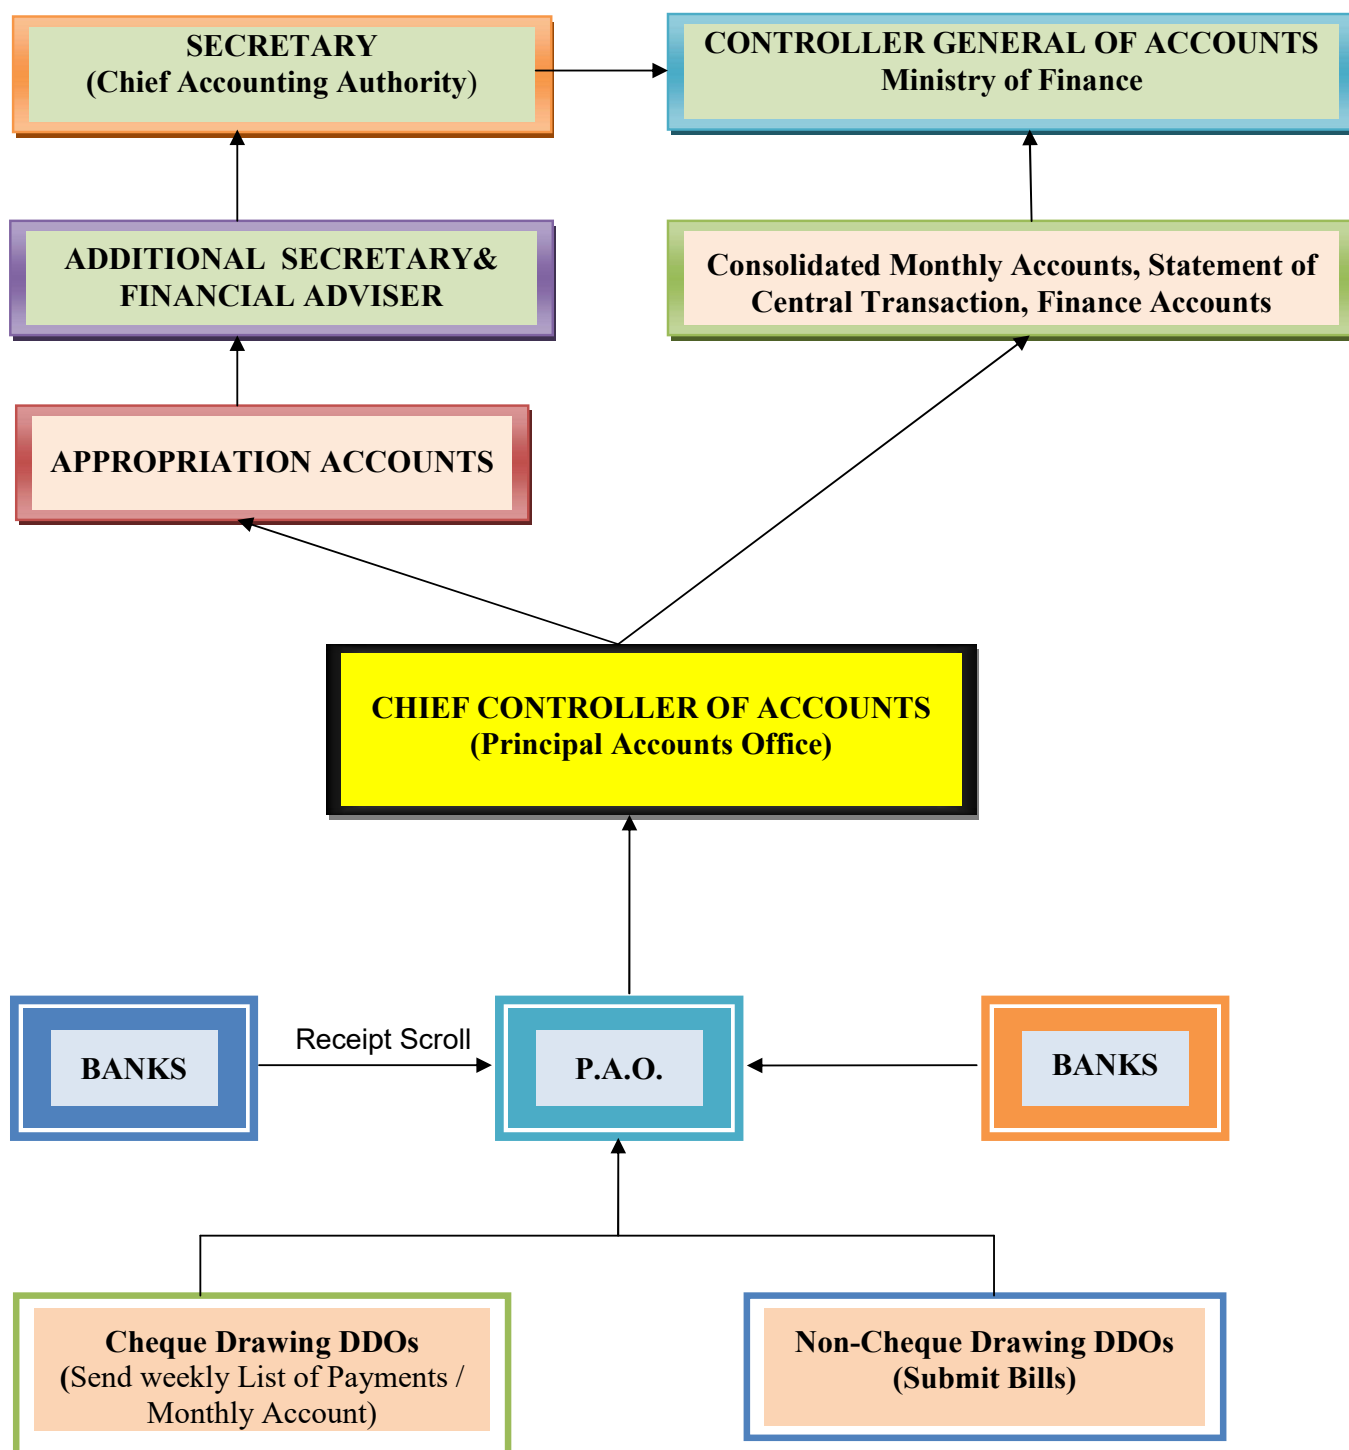 SECRETARY
(Chief Accounting Authority)
CONTROLLER GENERAL OF ACCOUNTS
Ministry of Finance
ADDITIONAL SECRETARY&
FINANCIAL ADVISER
Consolidated Monthly Accounts, Statement of
Central Transaction, Finance Accounts
APPROPRIATION ACCOUNTS
CHIEF CONTROLLER OF ACCOUNTS
(Principal Accounts Office)
BANKS
Receipt Scroll
P.A.O.
BANKS
Cheque Drawing DDOs
(Send weekly List of Payments /
Monthly Account)
Non-Cheque Drawing DDOs
(Submit Bills)